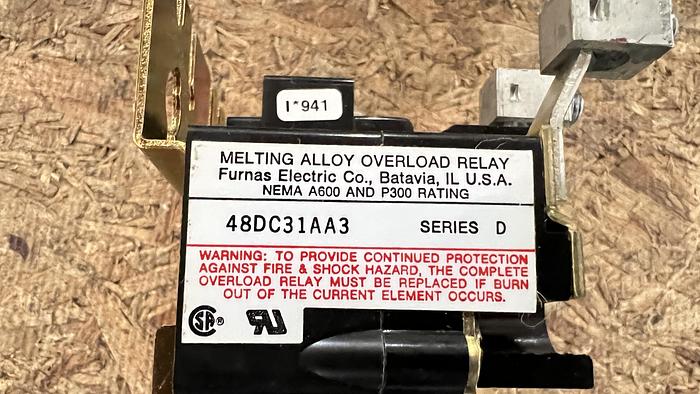 I*941
MELTING ALLOY OVERLOAD RELAY
Furnas Electric Co., Batavia, IL U.S.A.
NEMA A600 AND P300 RATING
48DC31AA3 SERIES D
WARNING: TO PROVIDE CONTINUED PROTECTION
AGAINST FIRE & SHOCK HAZARD, THE COMPLETE
OVERLOAD RELAY MUST BE REPLACED IF BURN
OUT OF THE CURRENT ELEMENT OCCURS.
SA® RU